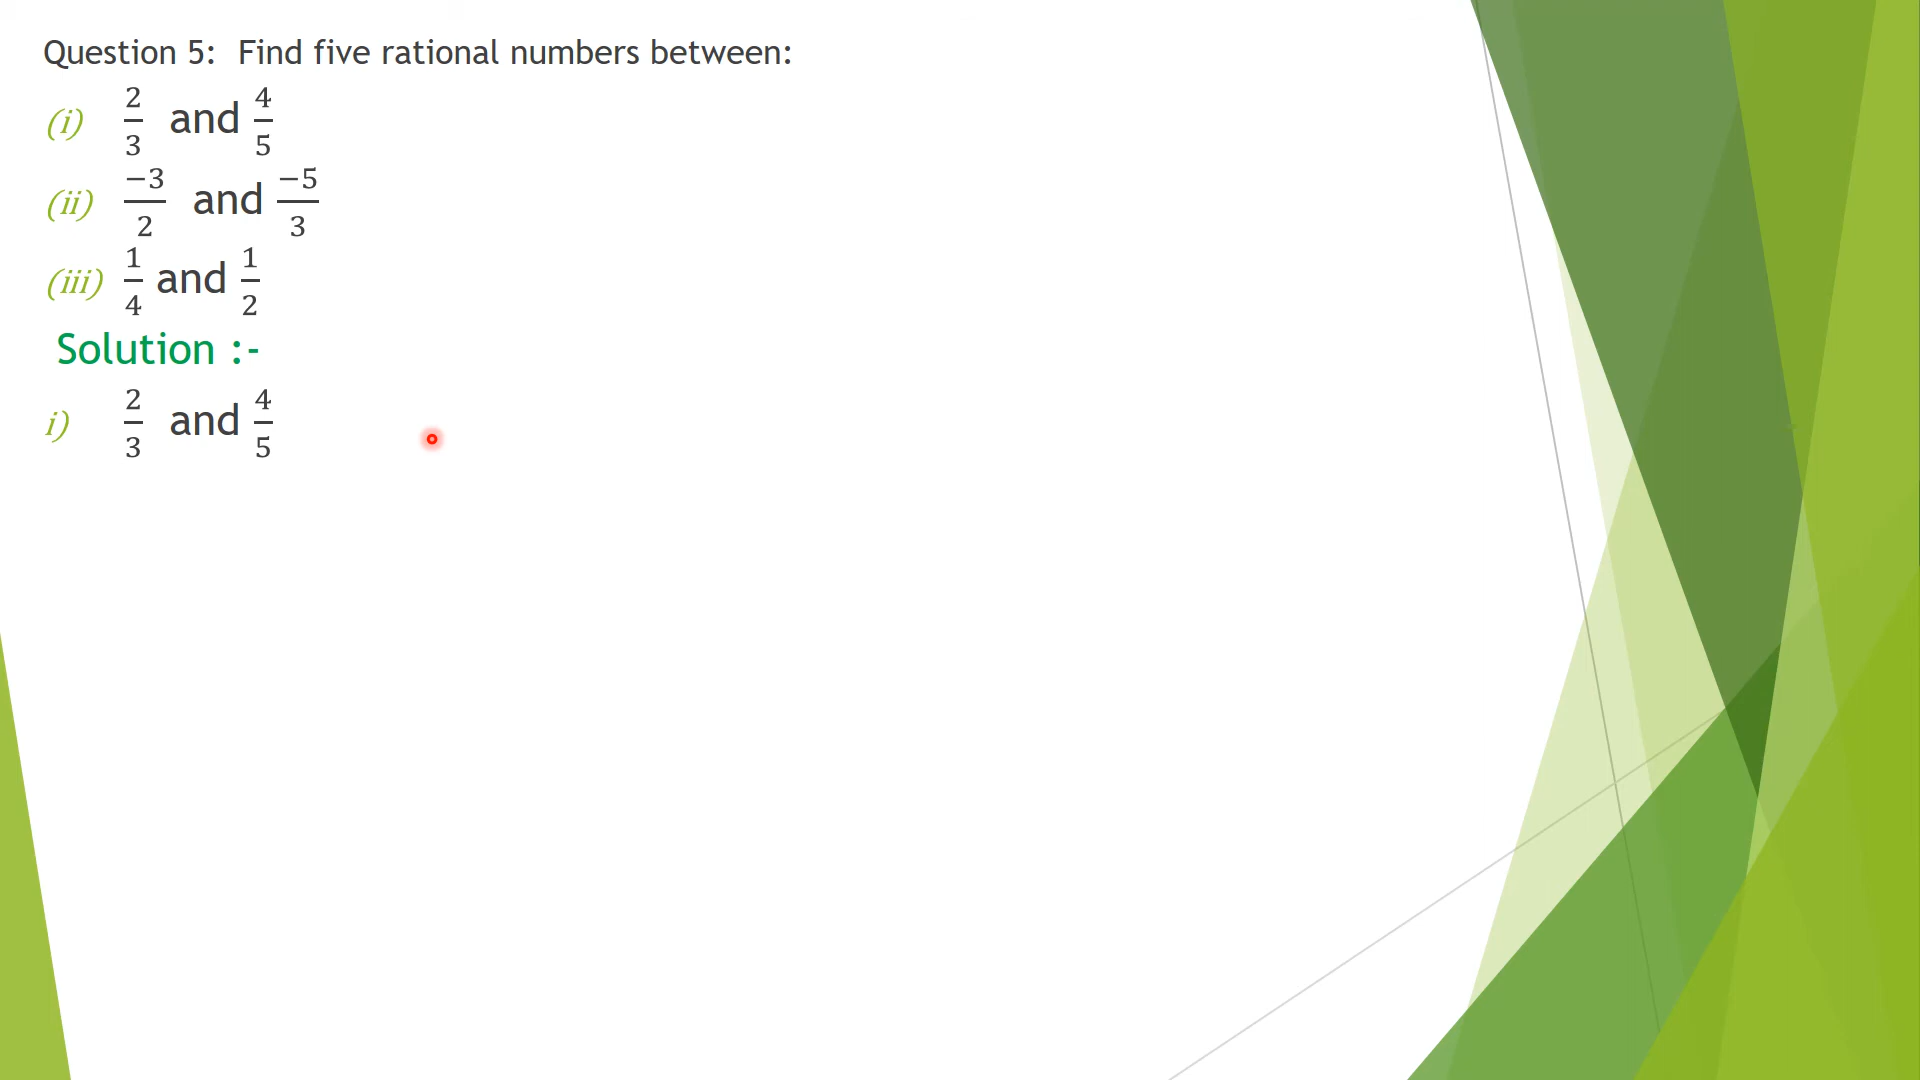 Question 5: Find five rational numbers between:
(i) 2/3 and 4/5
(ii) −3/2 and −5/3
(iii) 1/4 and 1/2
Solution :-
i) 2/3 and 4/5